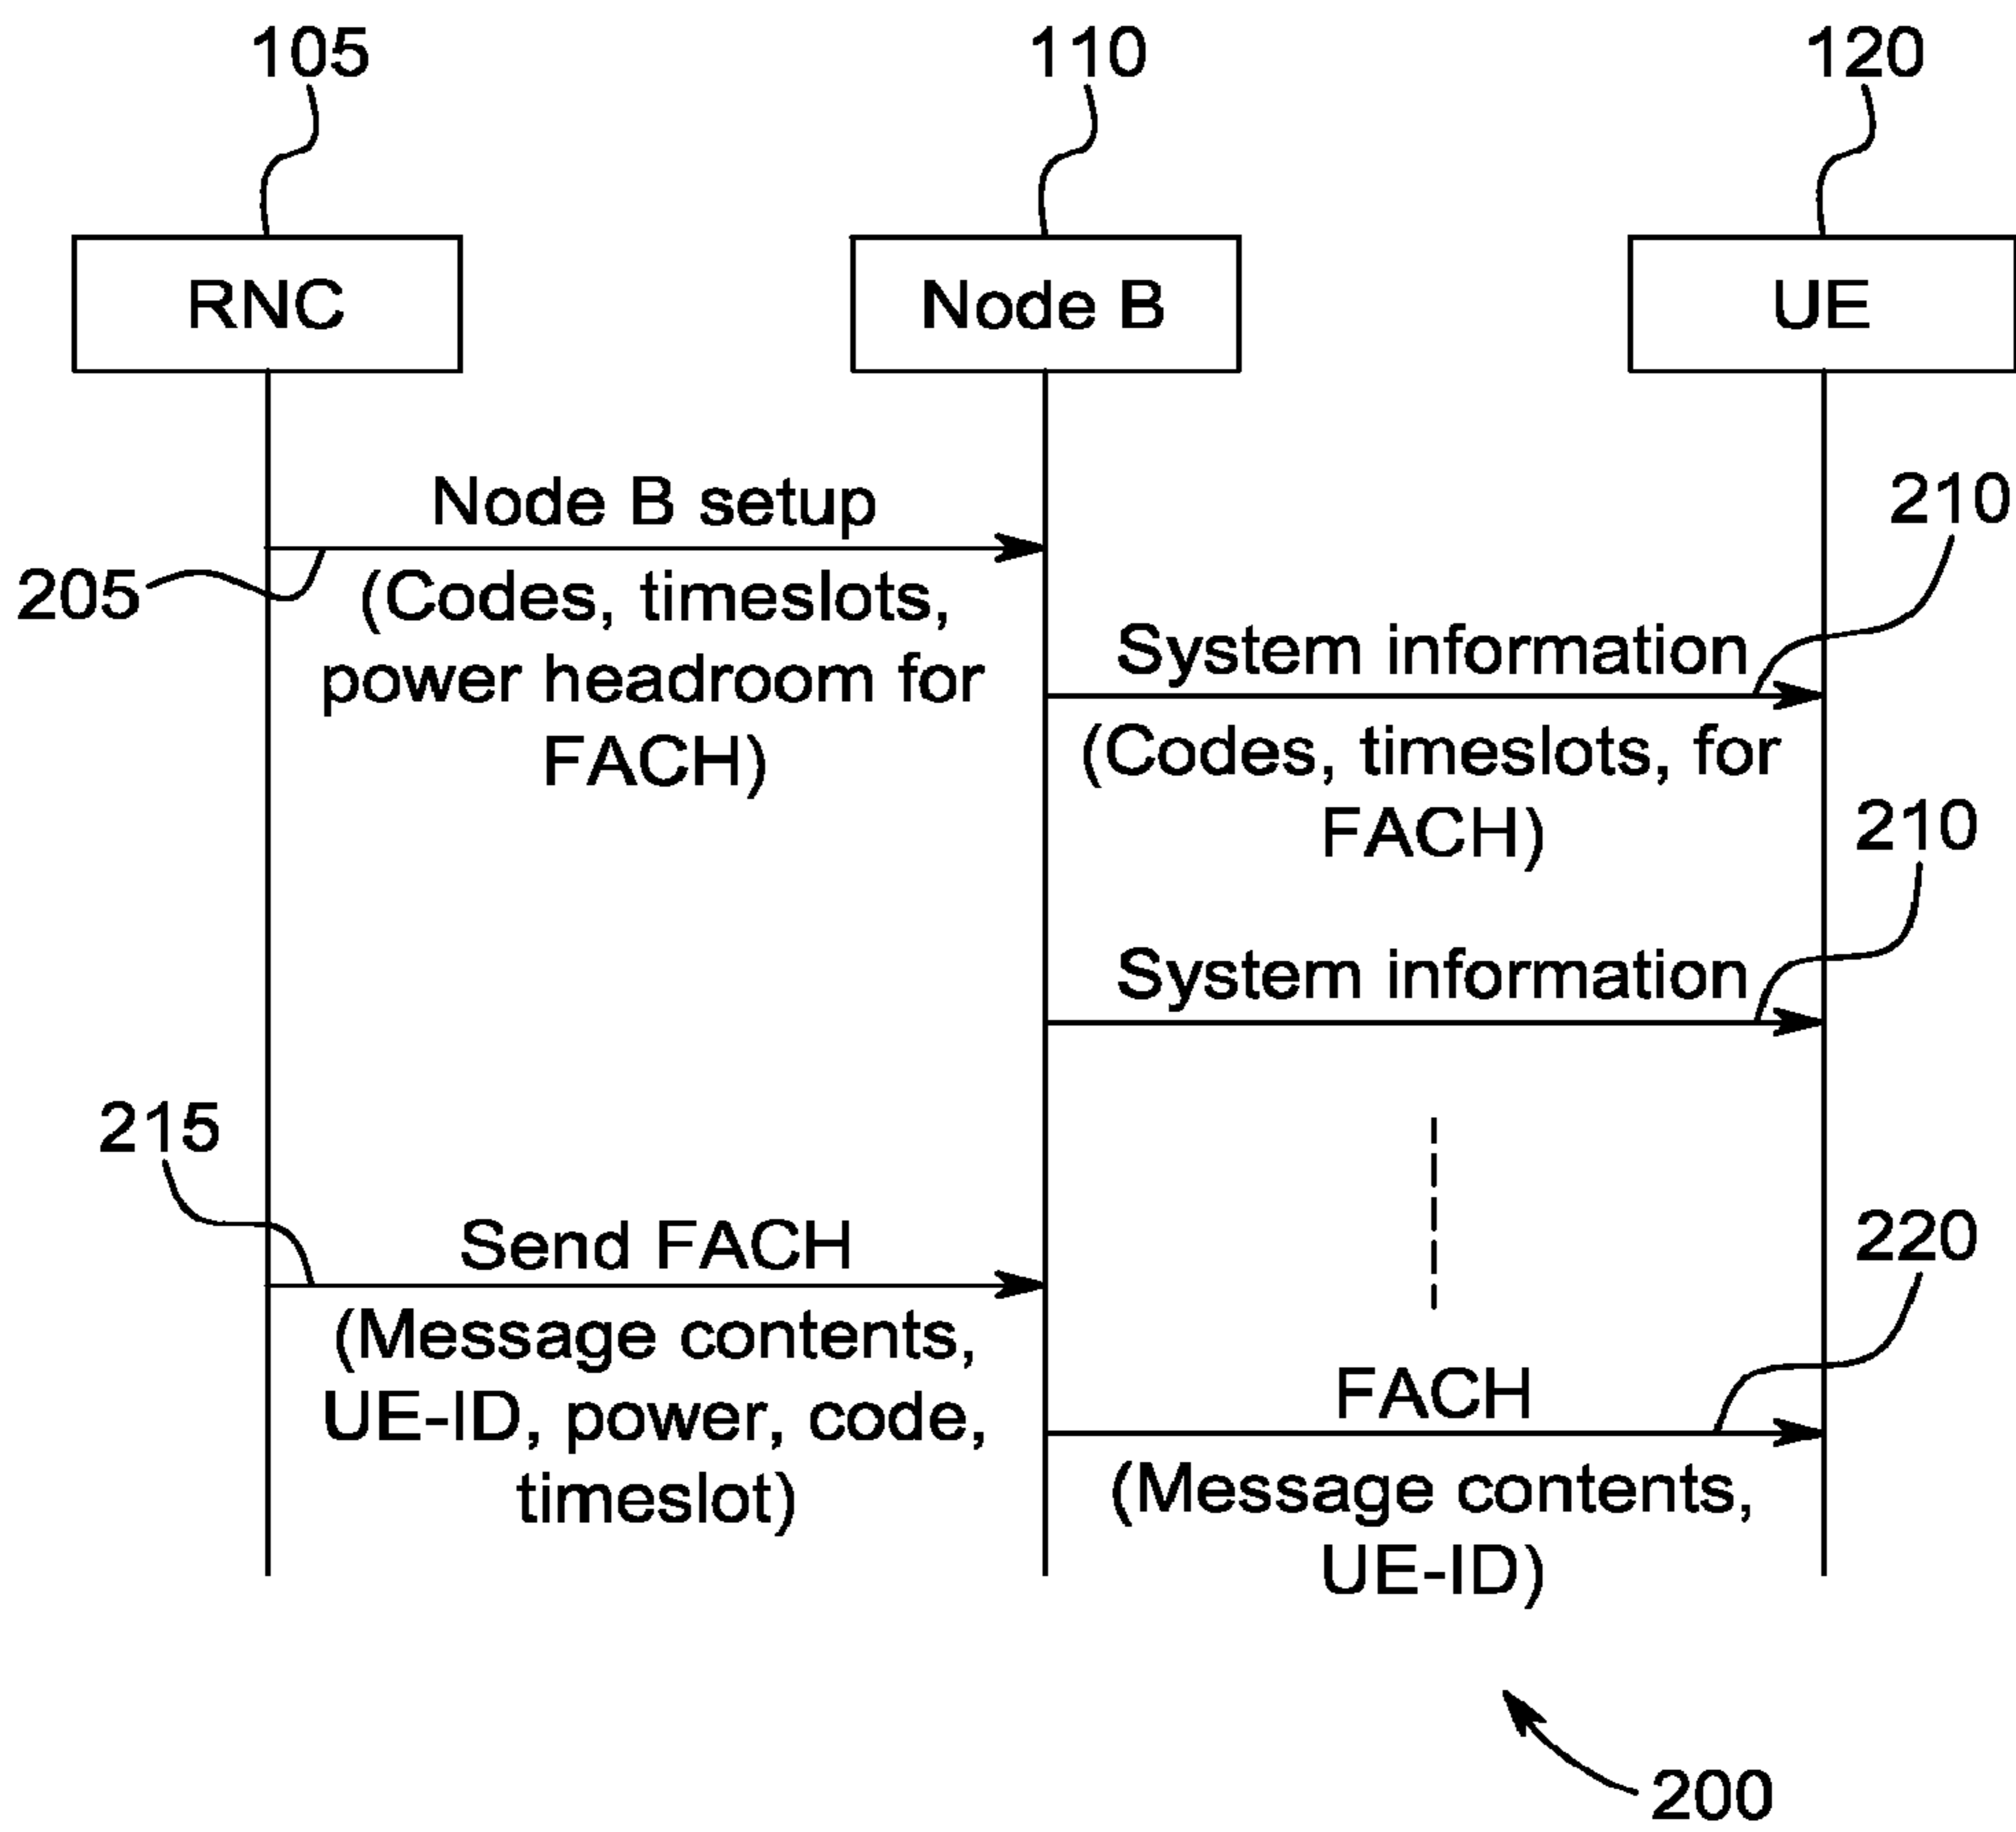 105
110
120
RNC
Node B
UE
Node B setup
205
(Codes, timeslots,
power headroom for
FACH)
210
System information
(Codes, timeslots, for
FACH)
210
System information
215
Send FACH
(Message contents,
UE-ID, power, code,
timeslot)
220
FACH
(Message contents,
UE-ID)
200